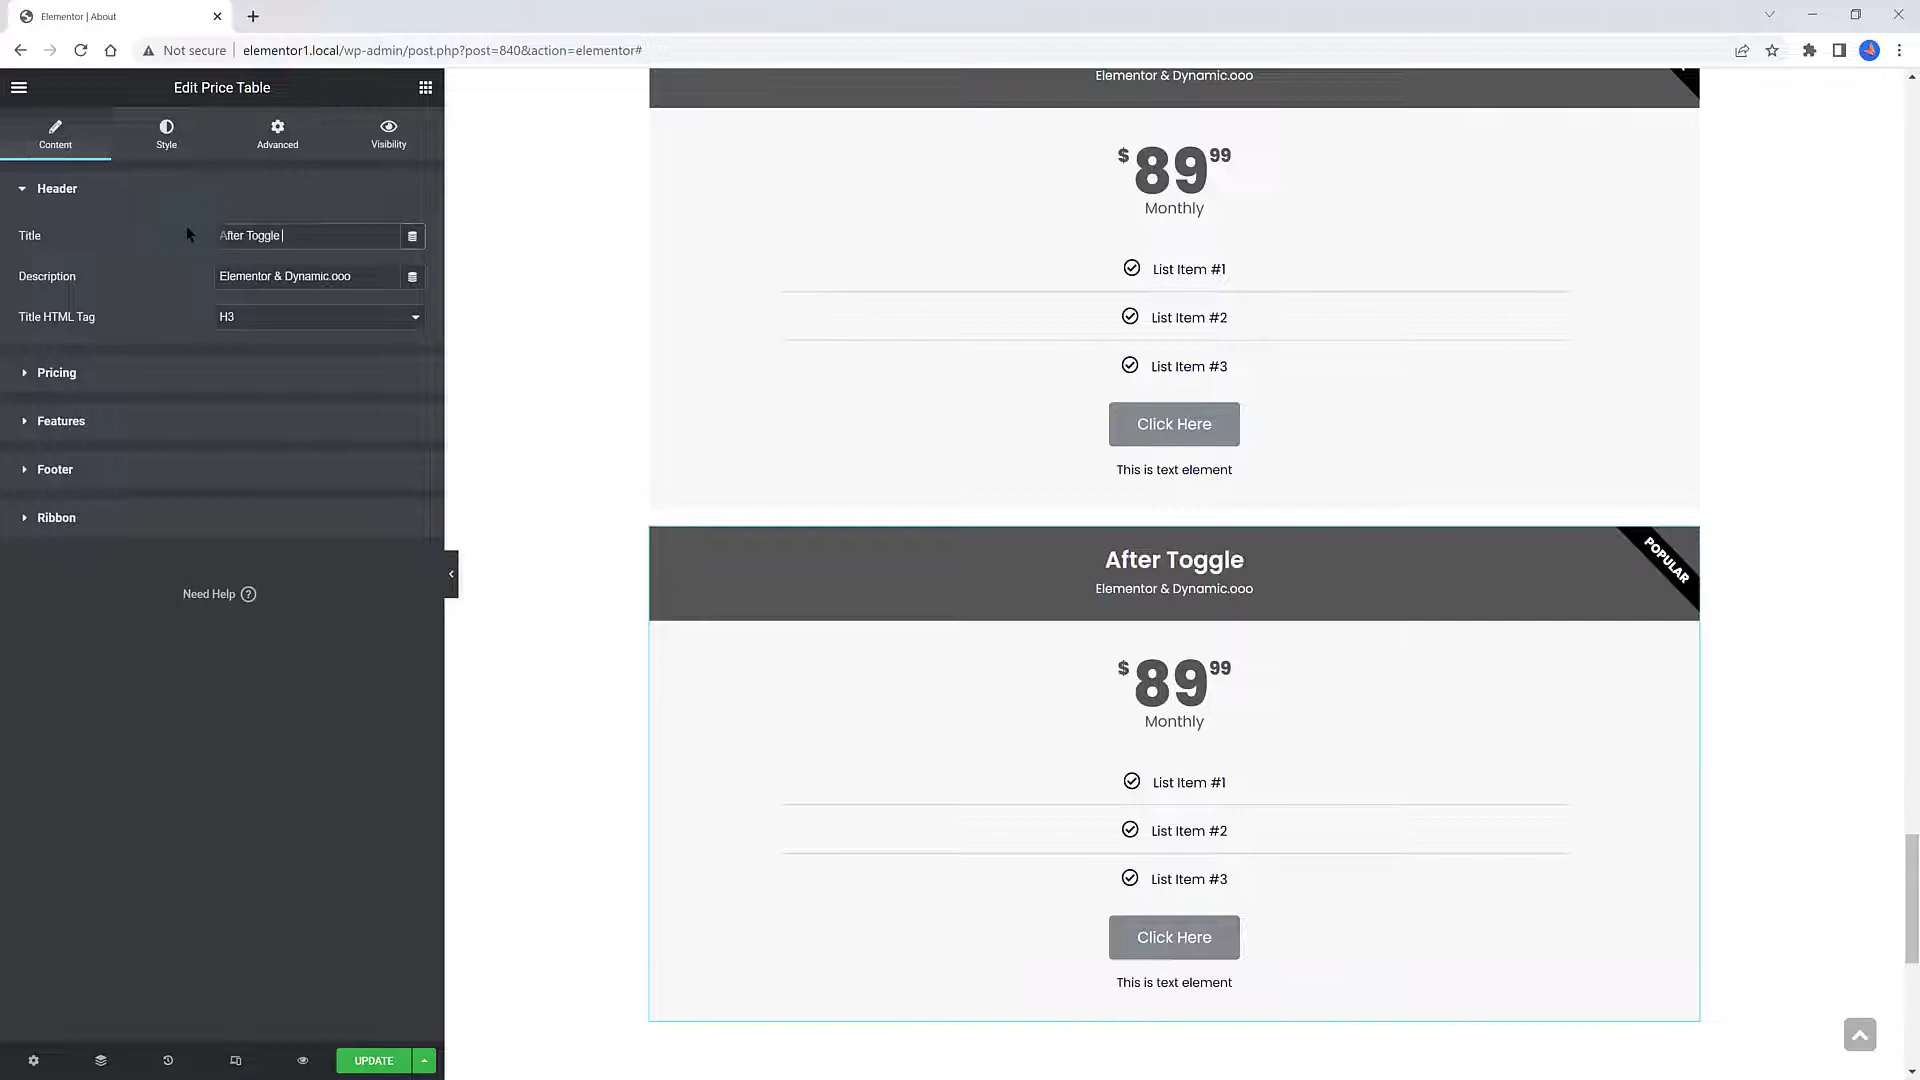 Elementor | About
Not secure
elementor1.local/wp-admin/post.php?post=840&action=elementor#
Edit Price Table
Content
Style
Advanced
Visibility
Header
Title
After Toggle
Description
Elementor & Dynamic.ooo
Title HTML Tag
H3
Pricing
Features
Footer
Ribbon
Need Help ?
UPDATE
Elementor & Dynamic.ooo
$ 89 99
Monthly
List Item #1
List Item #2
List Item #3
Click Here
This is text element
After Toggle
POPULAR
Elementor & Dynamic.ooo
$ 89 99
Monthly
List Item #1
List Item #2
List Item #3
Click Here
This is text element